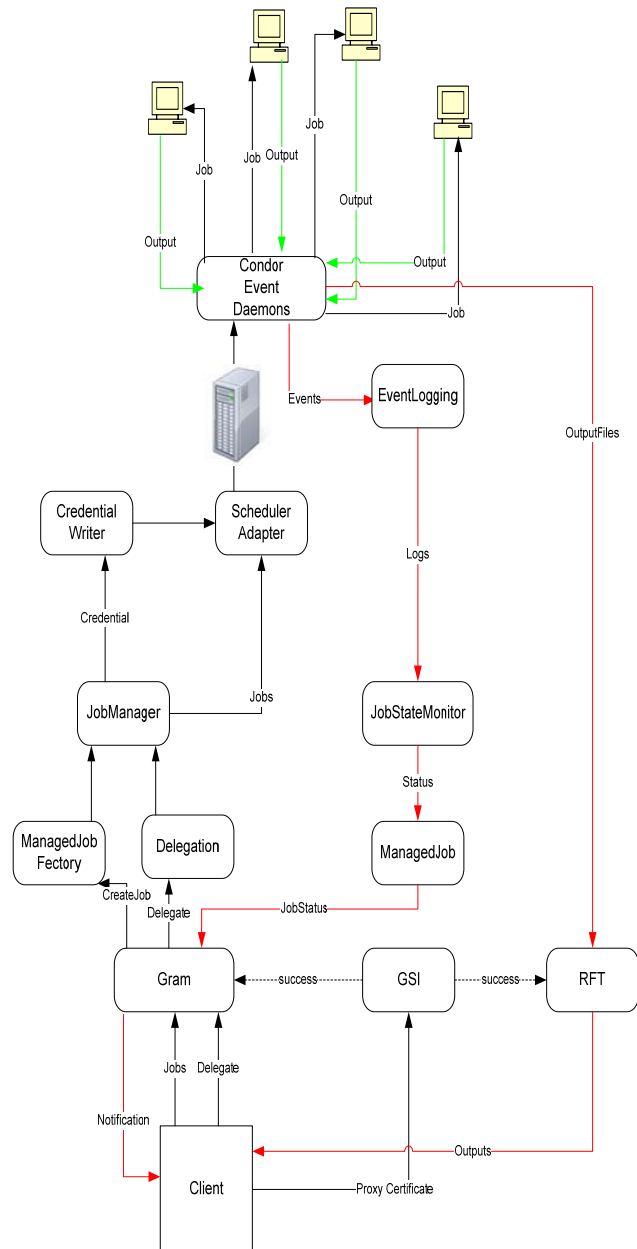 Job
Job
Output
Job
Output
Output
Output
Job
Condor
Event
Daemons
Events
EventLogging
OutputFiles
Credential
Writer
Scheduler
Adapter
Logs
Credential
Jobs
JobManager
JobStateMonitor
Status
ManagedJob
Fectory
Delegation
ManagedJob
CreateJob
Delegate
JobStatus
Gram
success
GSI
success
RFT
Jobs
Delegate
Notification
Outputs
Client
Proxy Certificate